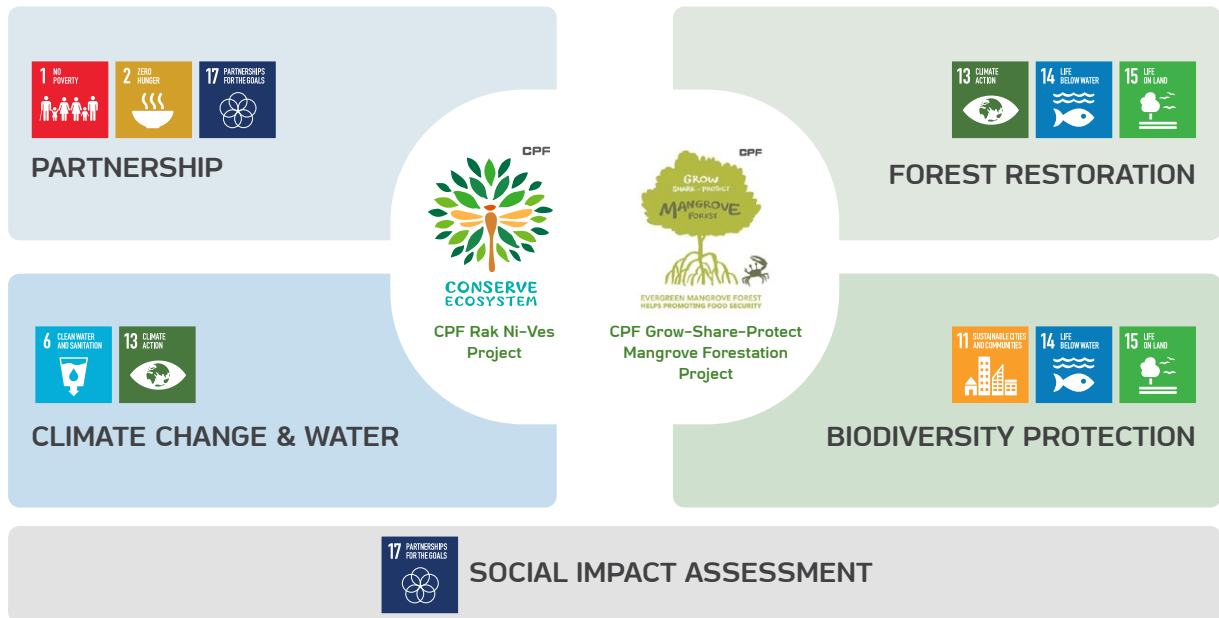 1 NO
POVERTY
2 ZERO
HUNGER
17 PARTNERSHIPS
FOR THE GOALS
PARTNERSHIP
13 CLIMATE
ACTION
14 LIFE
BELOW WATER
15 LIFE
ON LAND
FOREST RESTORATION
CPF
CONSERVE
ECOSYSTEM
CPF Rak Ni-Ves
Project
CPF
GROW
SHARE - PROTECT
MANGROVE
FOREST
EVERGREEN MANGROVE FOREST
HELPS PROMOTING FOOD SECURITY
CPF Grow-Share-Protect
Mangrove Forestation
Project
6 CLEAN WATER
AND SANITATION
13 CLIMATE
ACTION
CLIMATE CHANGE & WATER
11 SUSTAINABLE CITIES
AND COMMUNITIES
14 LIFE
BELOW WATER
15 LIFE
ON LAND
BIODIVERSITY PROTECTION
17 PARTNERSHIPS
FOR THE GOALS
SOCIAL IMPACT ASSESSMENT